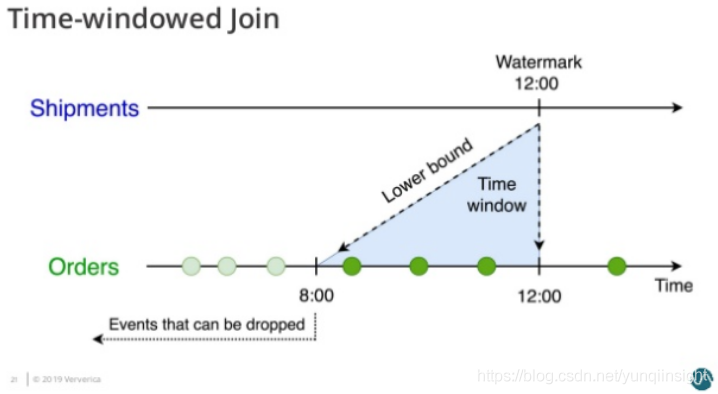 Time-windowed Join
Watermark
12:00
Shipments
Lower bound
Time
window
Orders
8:00
12:00
Time
Events that can be dropped
21 | © 2019 Ververica
https://blog.csdn.net/yunqiinsight